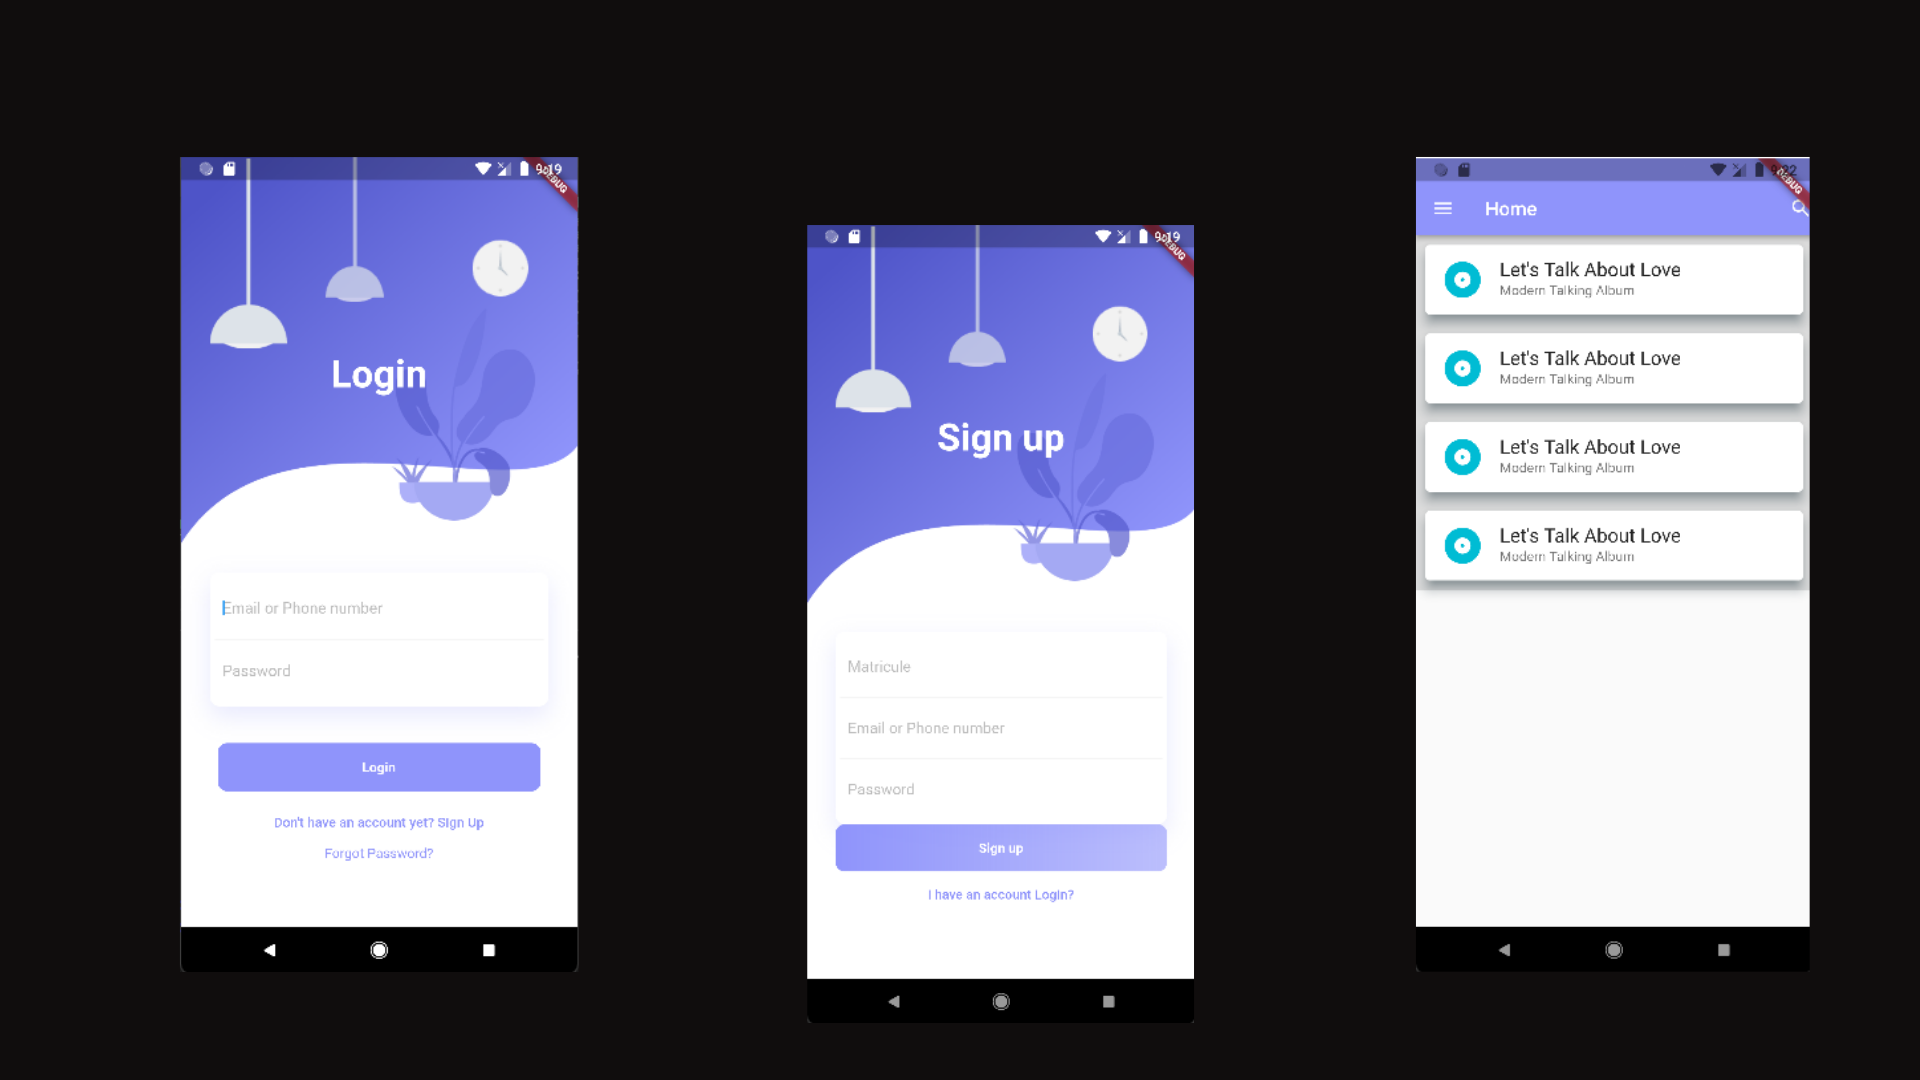 9:19
DEBUG
Login
Email or Phone number
Password
Login
Don't have an account yet? Sign Up
Forgot Password?
9:19
DEBUG
Sign up
Matricule
Email or Phone number
Password
Sign up
I have an account Login?
DEBUG
Home
Let's Talk About Love
Modern Talking Album
Let's Talk About Love
Modern Talking Album
Let's Talk About Love
Modern Talking Album
Let's Talk About Love
Modern Talking Album